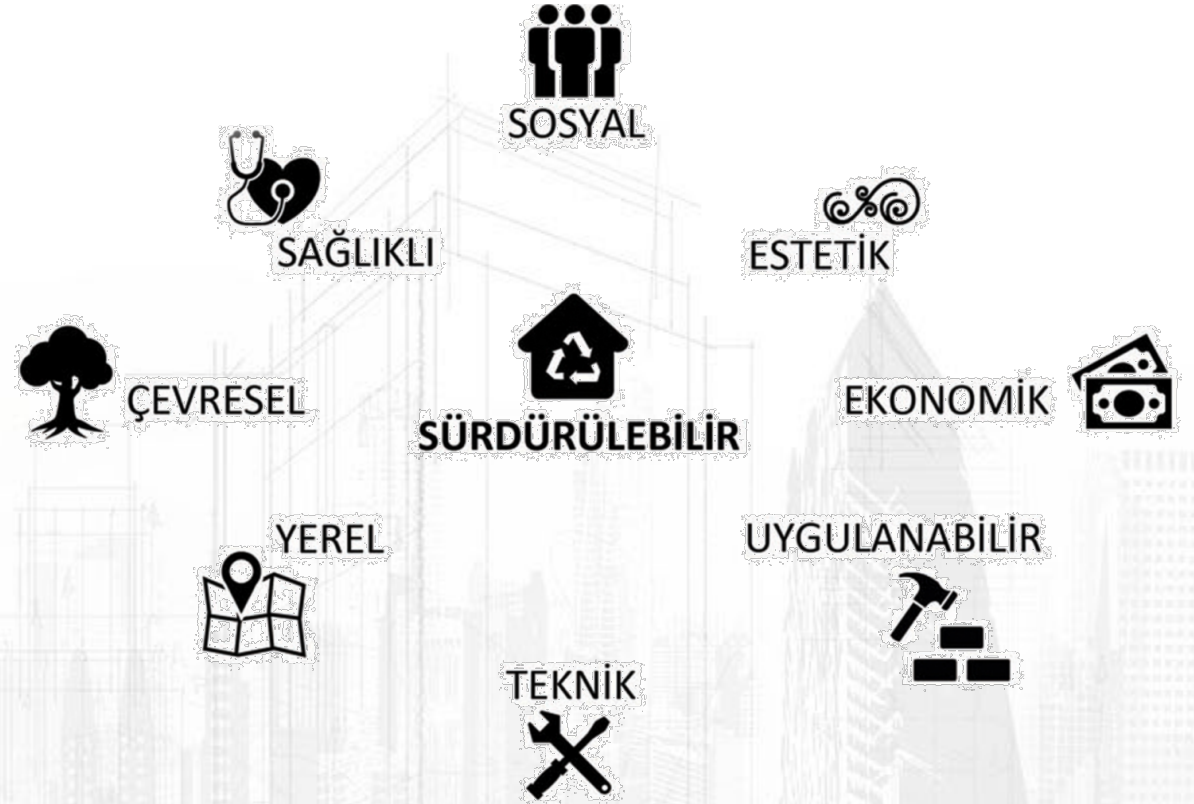 SOSYAL
SAĞLIKLI
ESTETİK
ÇEVRESEL
EKONOMİK
SÜRDÜRÜLEBİLİR
YEREL
UYGULANABİLİR
TEKNİK